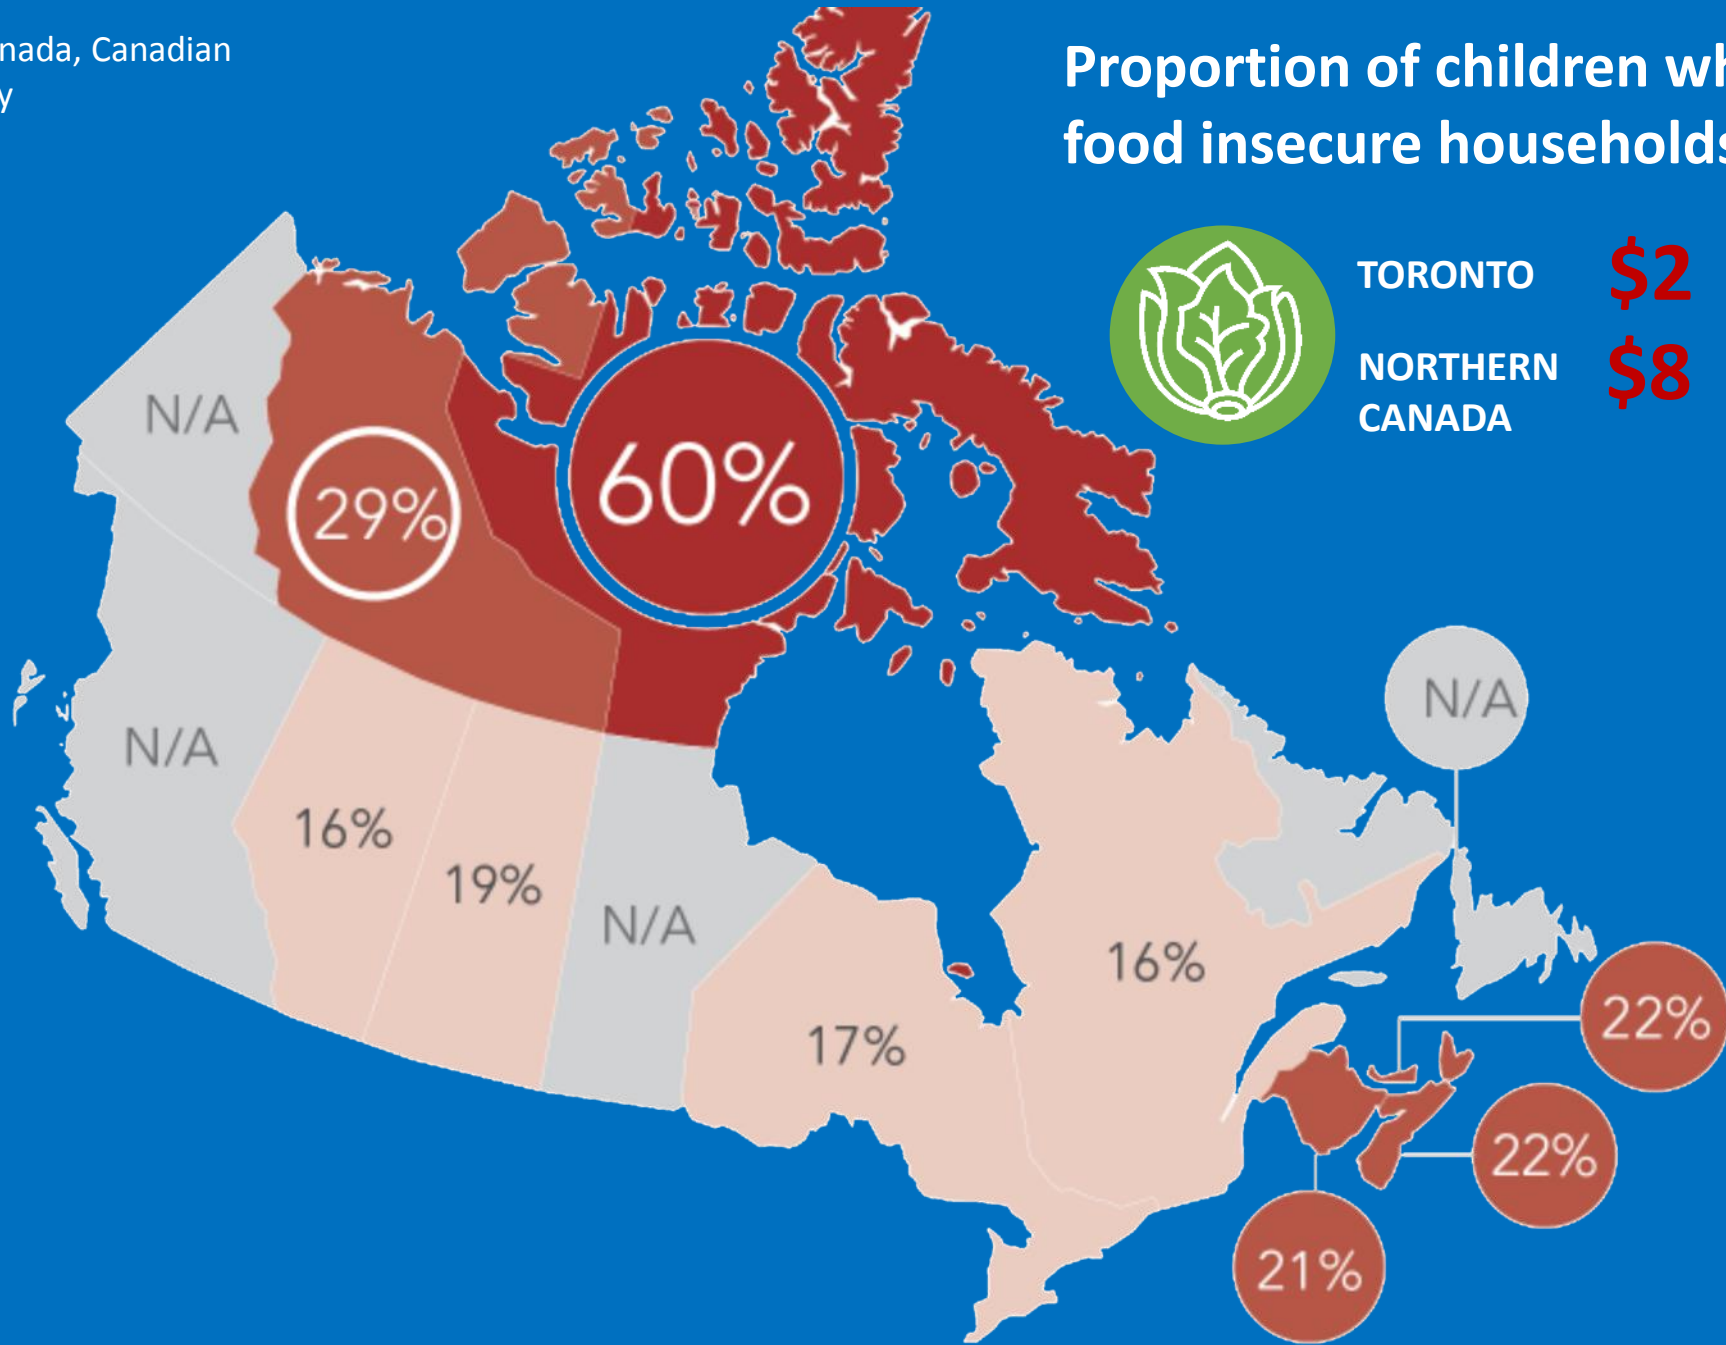 nada, Canadian
y
Proportion of children wh
food insecure households
TORONTO $2
NORTHERN $8
CANADA
60%
N/A
29%
N/A
N/A
16%
19%
N/A
16%
17%
22%
22%
21%